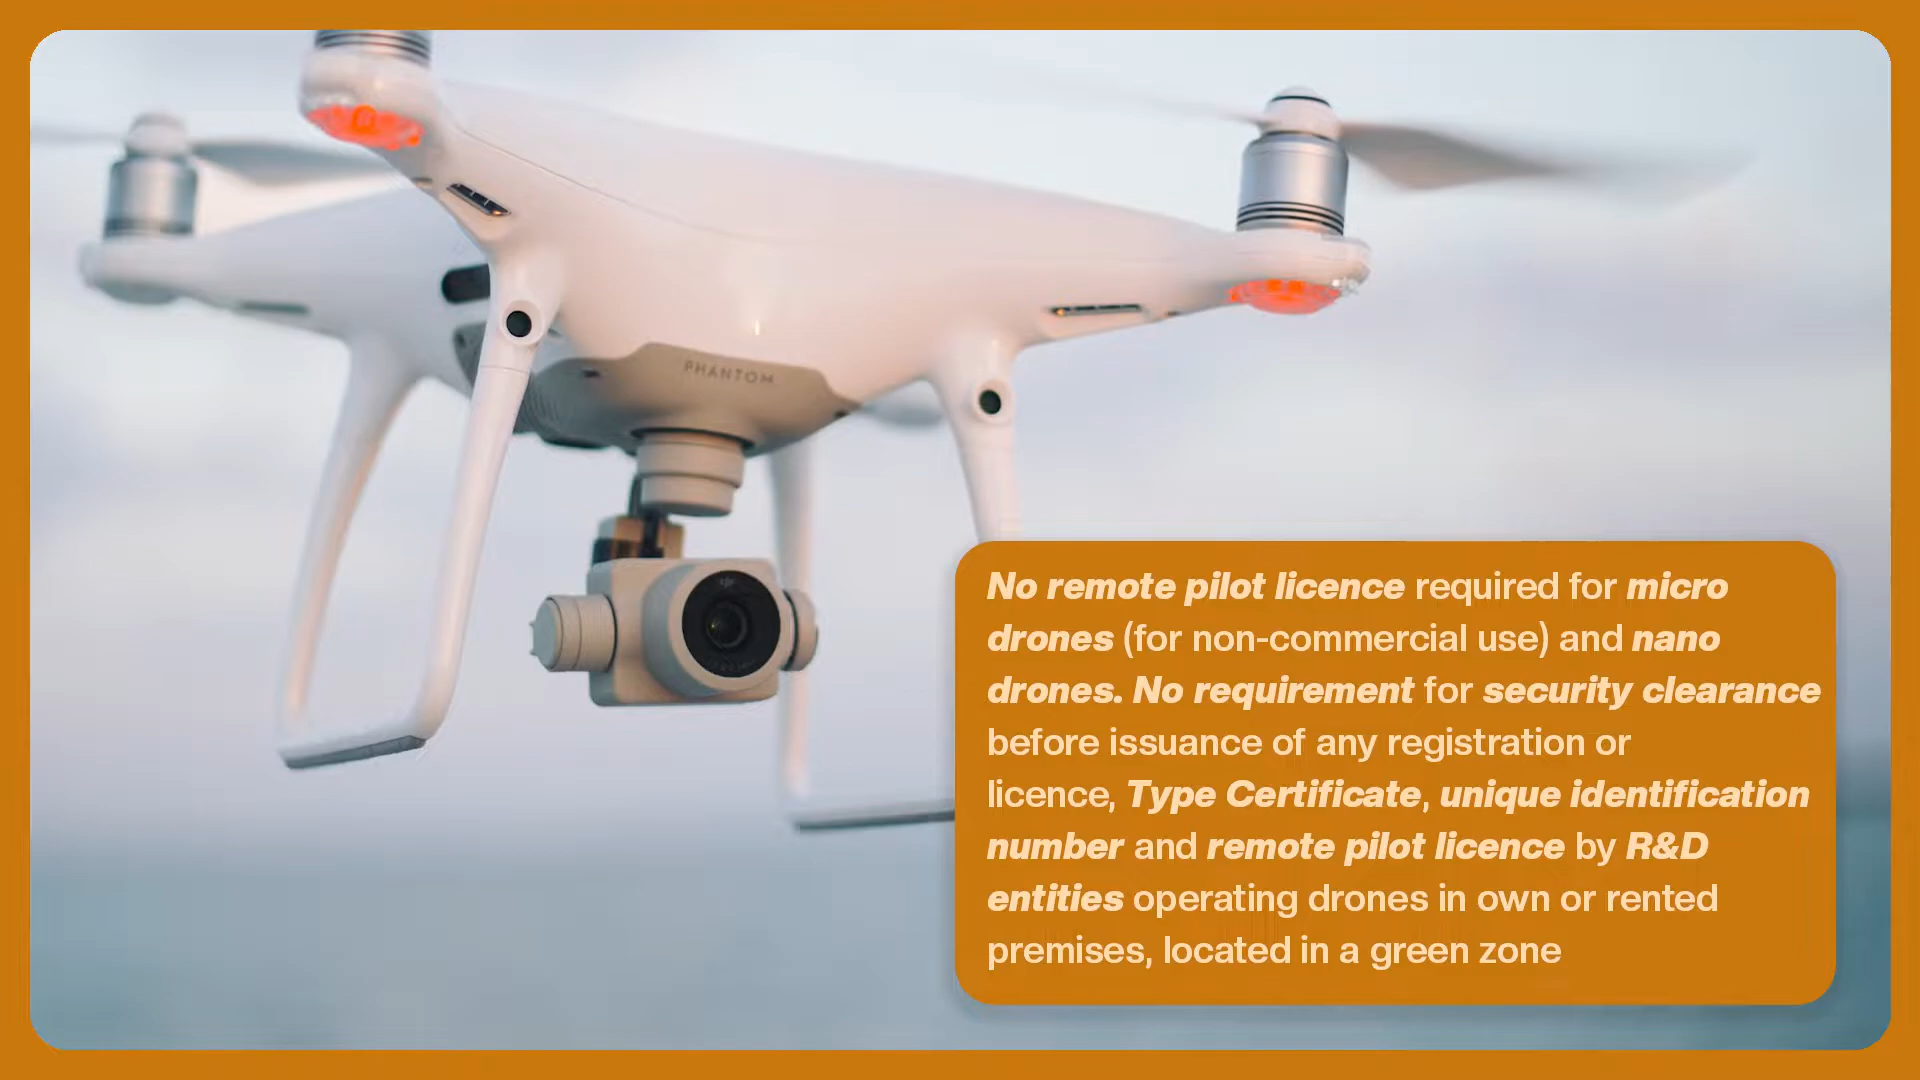 PHANTOM
No remote pilot licence required for micro
drones (for non-commercial use) and nano
drones. No requirement for security clearance
before issuance of any registration or
licence, Type Certificate, unique identification
number and remote pilot licence by R&D
entities operating drones in own or rented
premises, located in a green zone